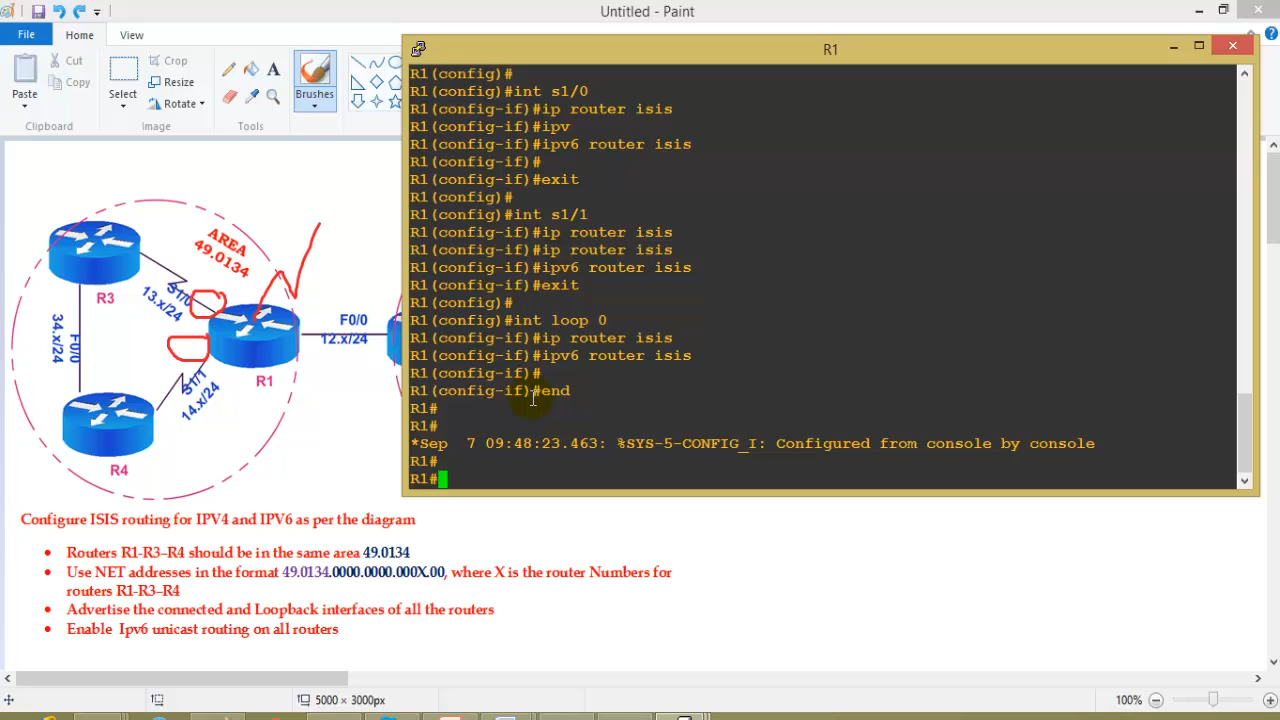 Untitled - Paint
File
Home
View
Paste
Cut
Copy
Clipboard
Select
Crop
Resize
Rotate
Image
Tools
Brushes
R1
R1(config)#
R1(config)#int s1/0
R1(config-if)#ip router isis
R1(config-if)#ipv
R1(config-if)#ipv6 router isis
R1(config-if)#
R1(config-if)#exit
R1(config)#
R1(config)#int s1/1
R1(config-if)#ip router isis
R1(config-if)#ip router isis
R1(config-if)#ipv6 router isis
R1(config-if)#exit
R1(config)#
R1(config)#int loop 0
R1(config-if)#ip router isis
R1(config-if)#ipv6 router isis
R1(config-if)#
R1(config-if)#end
R1#
R1#
*Sep  7 09:48:23.463: %SYS-5-CONFIG_I: Configured from console by console
R1#
R1#
AREA
49.0134
R3
S1/0
13.x/24
34.x/24
F0/0
F0/0
12.x/24
R1
S1/1
14.x/24
R4
Configure ISIS routing for IPV4 and IPV6 as per the diagram
• Routers R1-R3–R4 should be in the same area 49.0134
• Use NET addresses in the format 49.0134.0000.0000.000X.00, where X is the router Numbers for
routers R1-R3–R4
• Advertise the connected and Loopback interfaces of all the routers
• Enable Ipv6 unicast routing on all routers
5000 × 3000px
100%